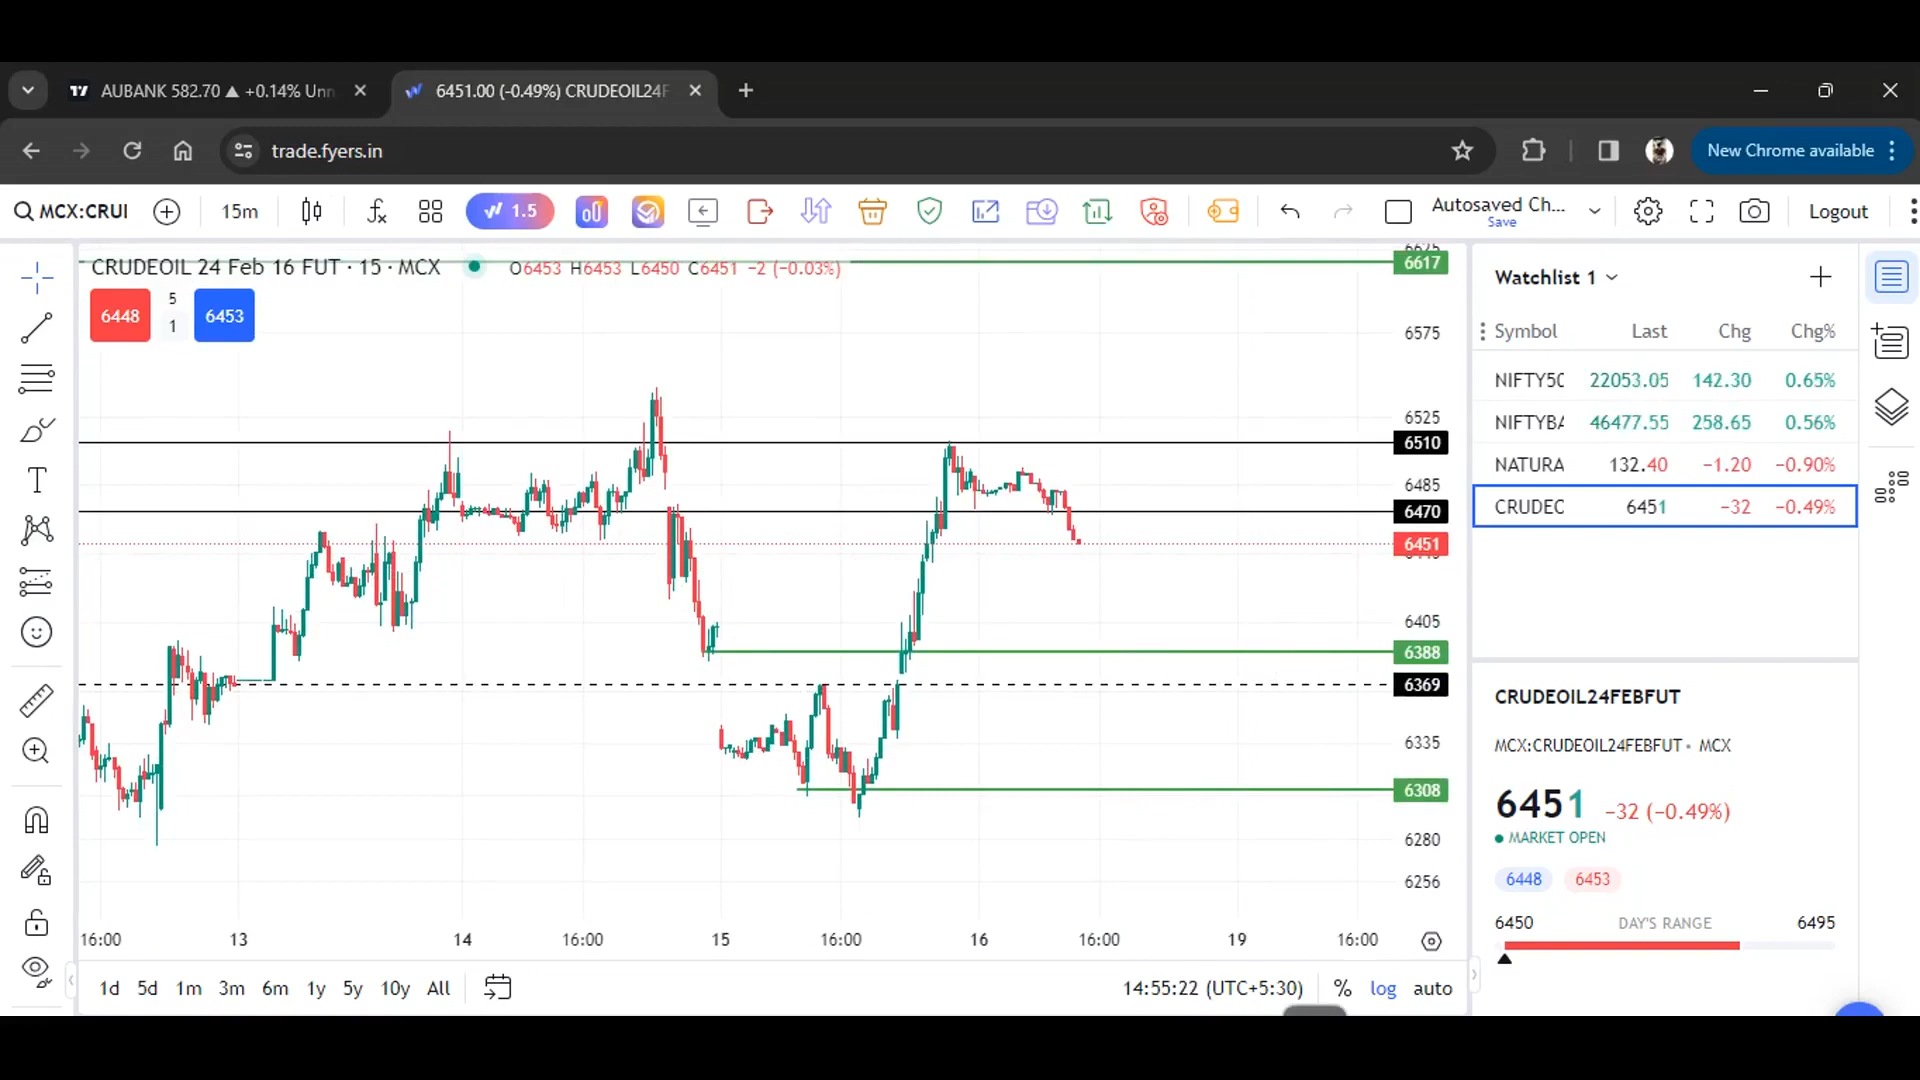 AUBANK 582.70 ▲ +0.14% Unn
6451.00 (-0.49%) CRUDEOIL24F
trade.fyers.in
New Chrome available
MCX:CRUI
15m
1.5
Autosaved Ch...
Save
Logout
CRUDEOIL 24 Feb 16 FUT · 15 · MCX
O6453 H6453 L6450 C6451 −2 (−0.03%)
6448
5
1
6453
6625
6617
6575
6525
6510
6485
6470
6451
6405
6388
6369
6335
6308
6280
6256
16:00 13 14 16:00 15 16:00 16 16:00 19 16:00
1d 5d 1m 3m 6m 1y 5y 10y All
14:55:22 (UTC+5:30) % log auto
Watchlist 1
Symbol Last Chg Chg%
NIFTY50 22053.05 142.30 0.65%
NIFTYBA 46477.55 258.65 0.56%
NATURA 132.40 −1.20 −0.90%
CRUDEO 6451 −32 −0.49%
CRUDEOIL24FEBFUT
MCX:CRUDEOIL24FEBFUT • MCX
6451 −32 (−0.49%)
MARKET OPEN
6448 6453
6450 DAY'S RANGE 6495